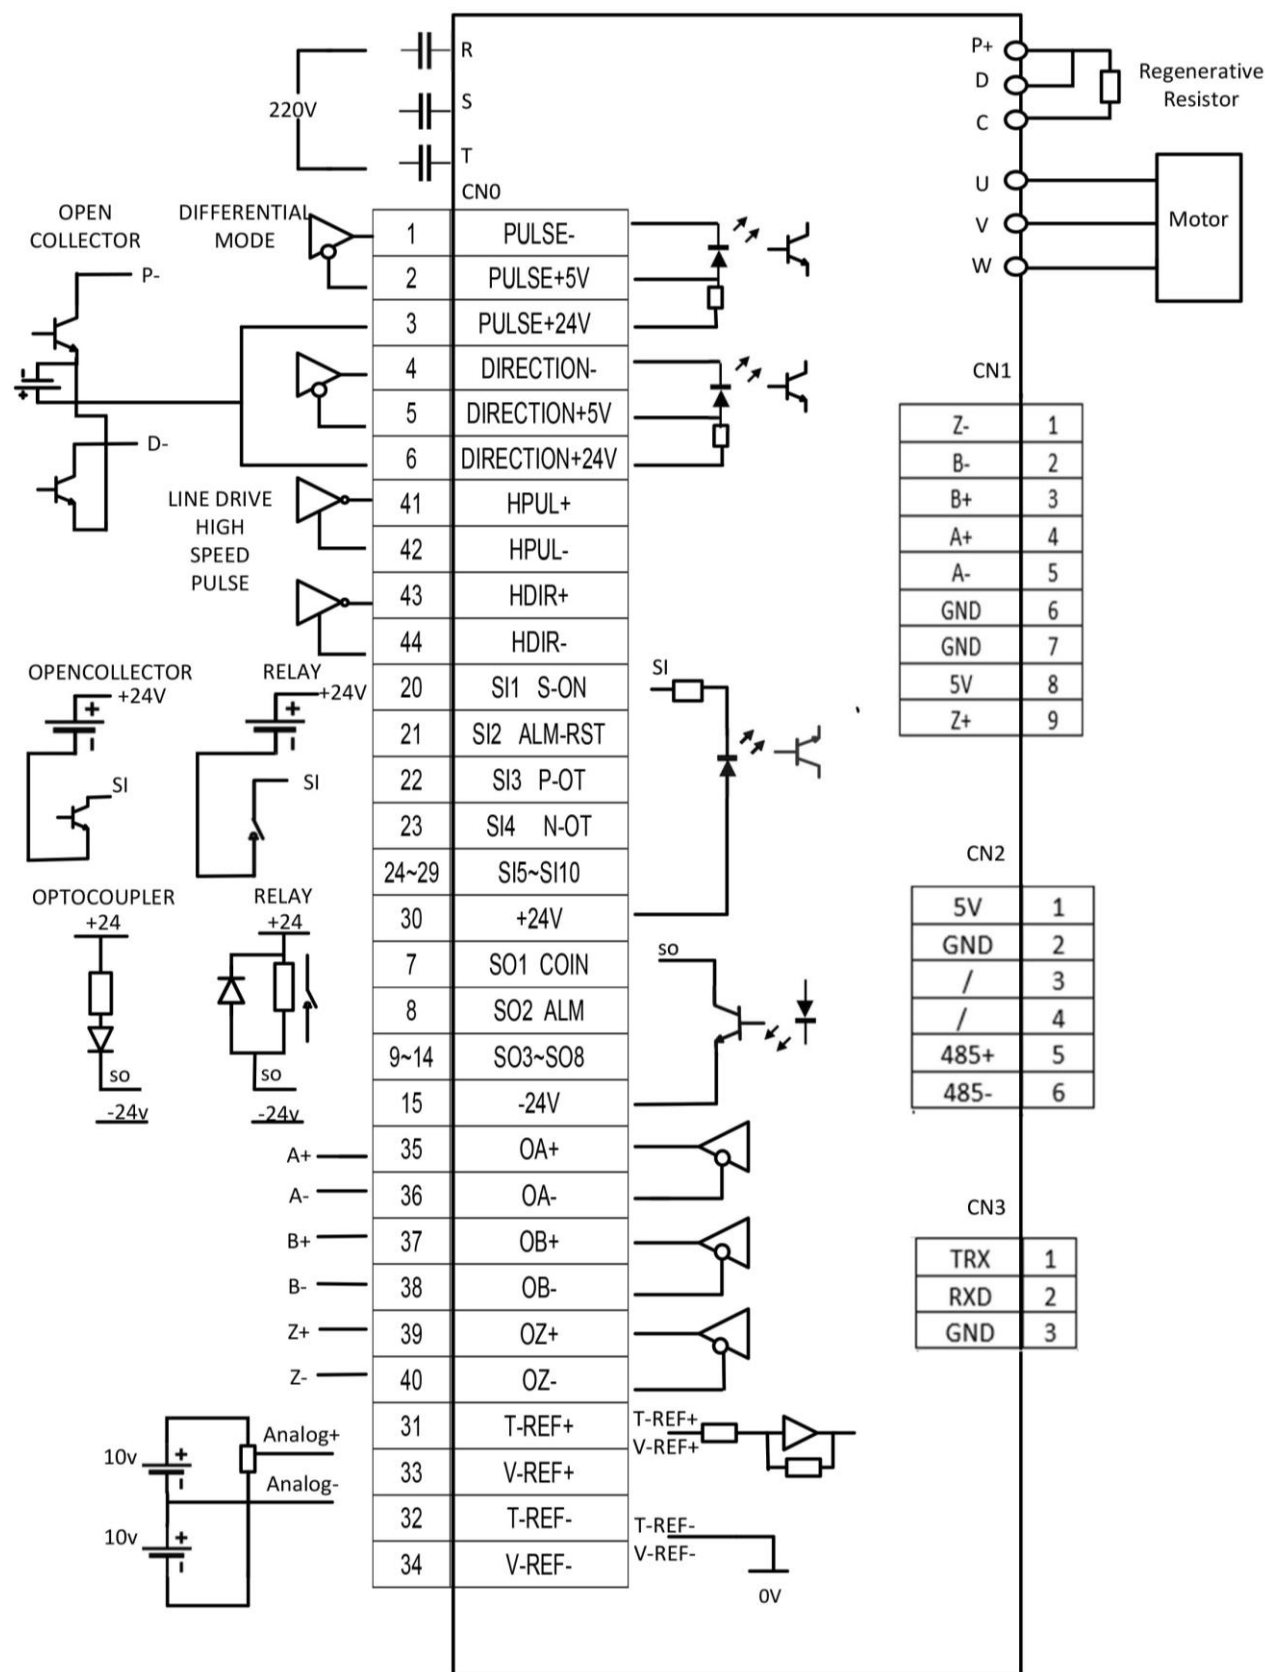 R
S
220V
T
CN0
P+
D
C
Regenerative
Resistor
U
V
W
Motor
OPEN
COLLECTOR
DIFFERENTIAL
MODE
P-
D-
LINE DRIVE
HIGH
SPEED
PULSE
1 PULSE-
2 PULSE+5V
3 PULSE+24V
4 DIRECTION-
5 DIRECTION+5V
6 DIRECTION+24V
41 HPUL+
42 HPUL-
43 HDIR+
44 HDIR-
20 SI1 S-ON
21 SI2 ALM-RST
22 SI3 P-OT
23 SI4 N-OT
24~29 SI5~SI10
30 +24V
7 SO1 COIN
8 SO2 ALM
9~14 SO3~SO8
15 -24V
35 OA+
36 OA-
37 OB+
38 OB-
39 OZ+
40 OZ-
31 T-REF+
33 V-REF+
32 T-REF-
34 V-REF-
OPENCOLLECTOR
+24V
+
-
SI
RELAY
+24V
+
-
SI
OPTOCOUPLER
+24
so
-24v
RELAY
+24
so
-24v
A+
A-
B+
B-
Z+
Z-
10v
+
-
Analog+
Analog-
10v
+
-
SI
so
T-REF+
V-REF+
T-REF-
V-REF-
0V
CN1
Z- 1
B- 2
B+ 3
A+ 4
A- 5
GND 6
GND 7
5V 8
Z+ 9
CN2
5V 1
GND 2
/ 3
/ 4
485+ 5
485- 6
CN3
TRX 1
RXD 2
GND 3